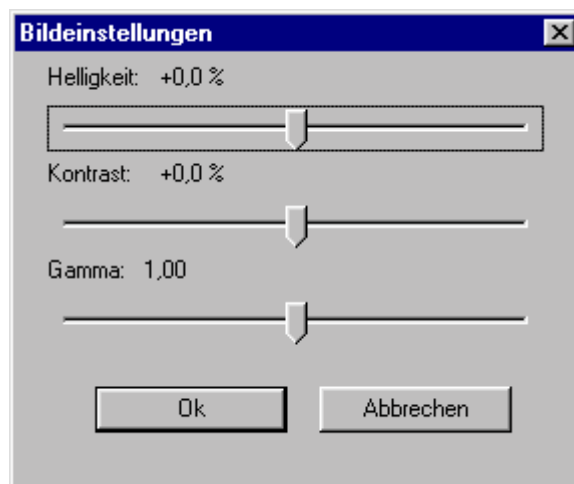 Bildeinstellungen
Helligkeit: +0,0 %
Kontrast: +0,0 %
Gamma: 1,00
Ok Abbrechen